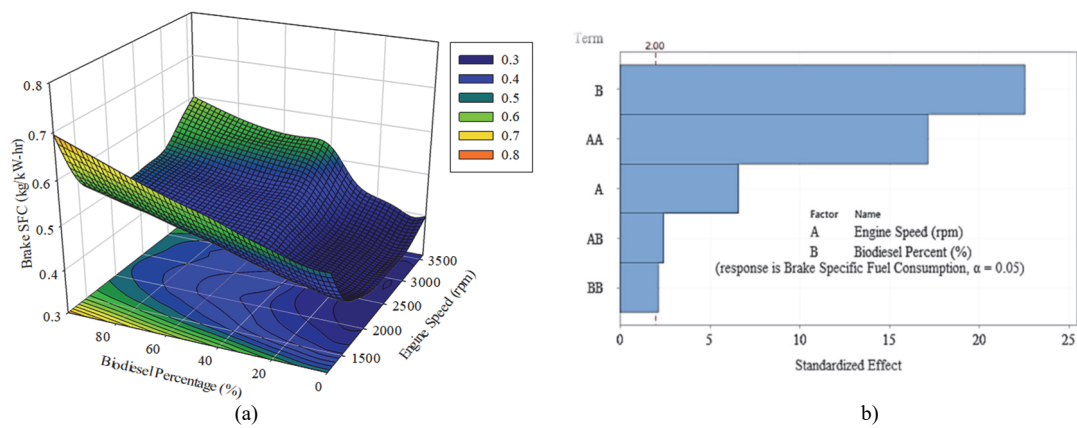 (a)
0.8
0.7
0.6
0.5
0.4
0.3
Brake SFC (kg/kW-hr)
80
60
40
20
0
Biodiesel Percentage (%)
3500
3000
2500
2000
1500
Engine Speed (rpm)
0.3
0.4
0.5
0.6
0.7
0.8
(a)
b)
Term
2.00
B
AA
A
AB
BB
Factor Name
A Engine Speed (rpm)
B Biodiesel Percent (%)
(response is Brake Specific Fuel Consumption, α = 0.05)
0 5 10 15 20 25
Standardized Effect
b)